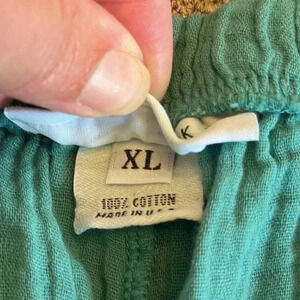 K
XL
100% COTTON
MADE IN U.S.